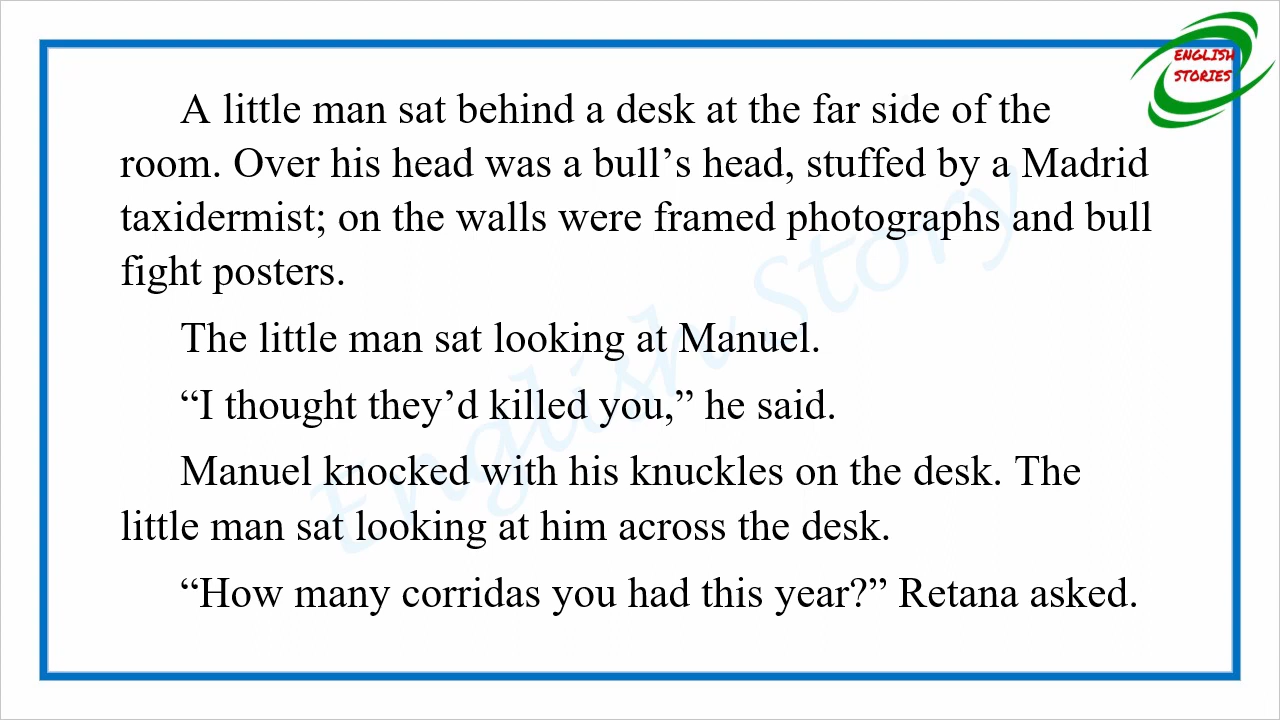 ENGLISH
STORIES
A little man sat behind a desk at the far side of the
room. Over his head was a bull’s head, stuffed by a Madrid
taxidermist; on the walls were framed photographs and bull
fight posters.
The little man sat looking at Manuel.
“I thought they’d killed you,” he said.
Manuel knocked with his knuckles on the desk. The
little man sat looking at him across the desk.
“How many corridas you had this year?” Retana asked.
English Story